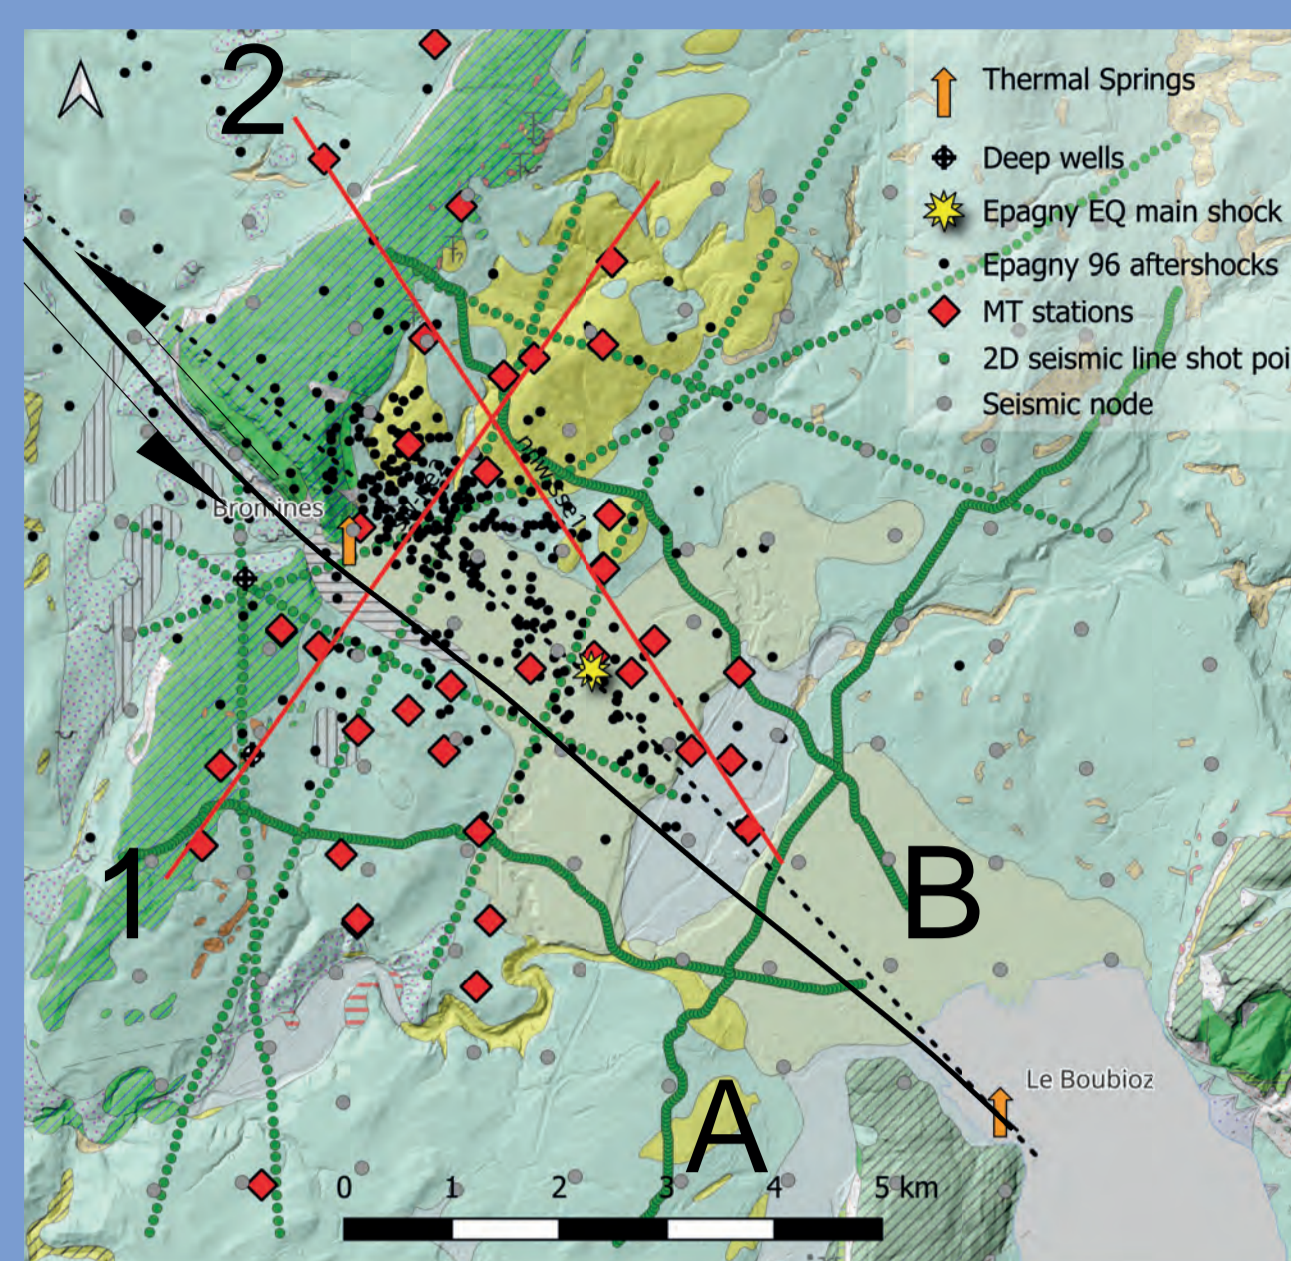 2
Thermal Springs
Deep wells
Epagny EQ main shock
Epagny 96 aftershocks
MT stations
2D seismic line shot poi
Seismic node
Bromines
1
B
A
Le Boubioz
0 1 2 3 4 5 km